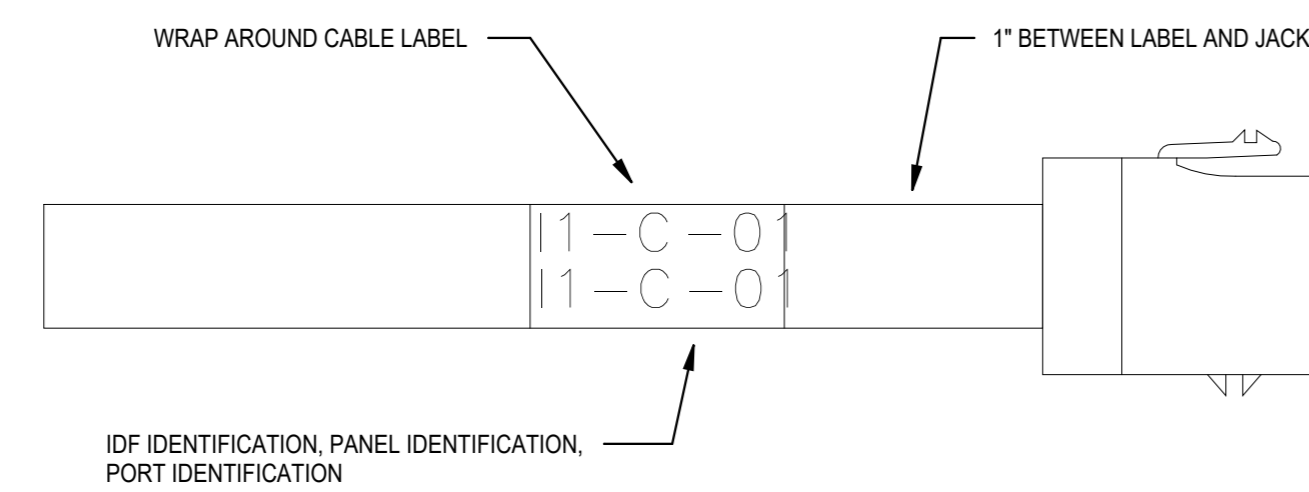 WRAP AROUND CABLE LABEL
1" BETWEEN LABEL AND JACK
I1-C-01
I1-C-01
IDF IDENTIFICATION, PANEL IDENTIFICATION,
PORT IDENTIFICATION